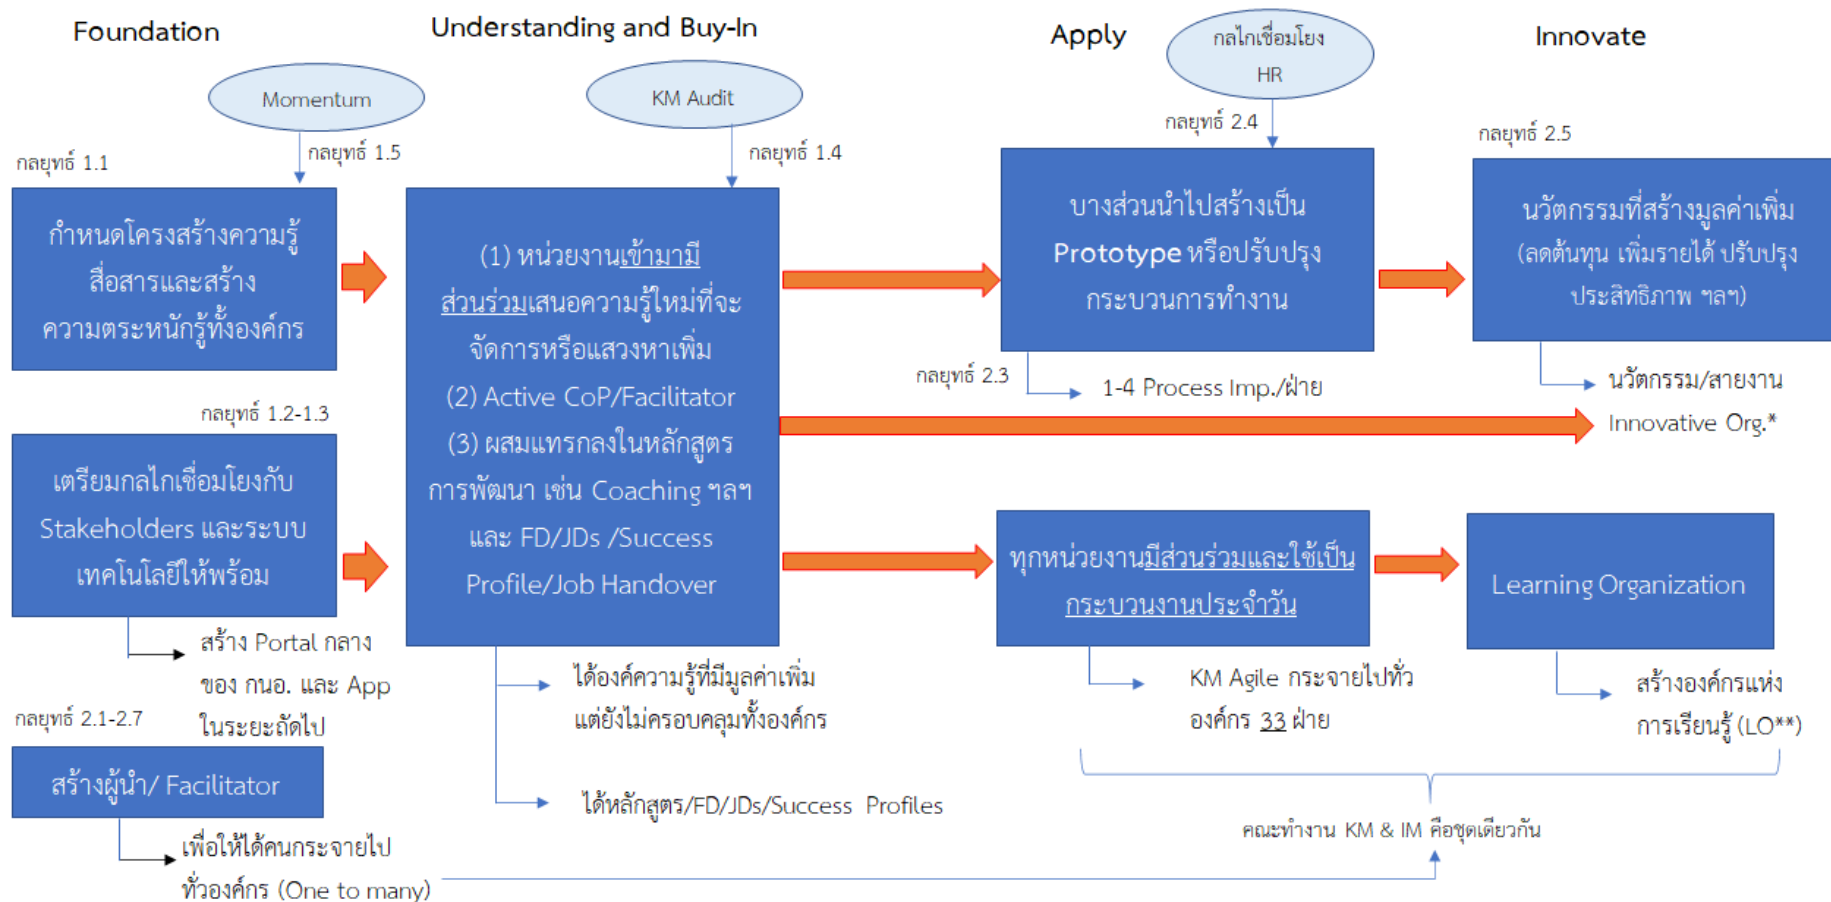 Foundation
Understanding and Buy-In
Apply
Innovate
Momentum
KM Audit
กลไกเชื่อมโยง
HR
กลยุทธ์ 1.1
กลยุทธ์ 1.5
กลยุทธ์ 1.4
กลยุทธ์ 2.4
กลยุทธ์ 2.5
กำหนดโครงสร้างความรู้
สื่อสารและสร้าง
ความตระหนักรู้ทั้งองค์กร
กลยุทธ์ 1.2-1.3
เตรียมกลไกเชื่อมโยงกับ
Stakeholders และระบบ
เทคโนโลยีให้พร้อม
สร้าง Portal กลาง
ของ กนอ. และ App
ในระยะถัดไป
กลยุทธ์ 2.1-2.7
สร้างผู้นำ/ Facilitator
เพื่อให้ได้คนกระจายไป
ทั่วองค์กร (One to many)
(1) หน่วยงานเข้ามามี
ส่วนร่วมเสนอความรู้ใหม่ที่จะ
จัดการหรือแสวงหาเพิ่ม
(2) Active CoP/Facilitator
(3) ผสมแทรกลงในหลักสูตร
การพัฒนา เช่น Coaching ฯลฯ
และ FD/JDs /Success
Profile/Job Handover
ได้องค์ความรู้ที่มีมูลค่าเพิ่ม
แต่ยังไม่ครอบคลุมทั้งองค์กร
ได้หลักสูตร/FD/JDs/Success Profiles
บางส่วนนำไปสร้างเป็น
Prototype หรือปรับปรุง
กระบวนการทำงาน
กลยุทธ์ 2.3
1-4 Process Imp./ฝ่าย
ทุกหน่วยงานมีส่วนร่วมและใช้เป็น
กระบวนงานประจำวัน
KM Agile กระจายไปทั่ว
องค์กร 33 ฝ่าย
นวัตกรรมที่สร้างมูลค่าเพิ่ม
(ลดต้นทุน เพิ่มรายได้ ปรับปรุง
ประสิทธิภาพ ฯลฯ)
นวัตกรรม/สายงาน
Innovative Org.*
Learning Organization
สร้างองค์กรแห่ง
การเรียนรู้ (LO**)
คณะทำงาน KM & IM คือชุดเดียวกัน